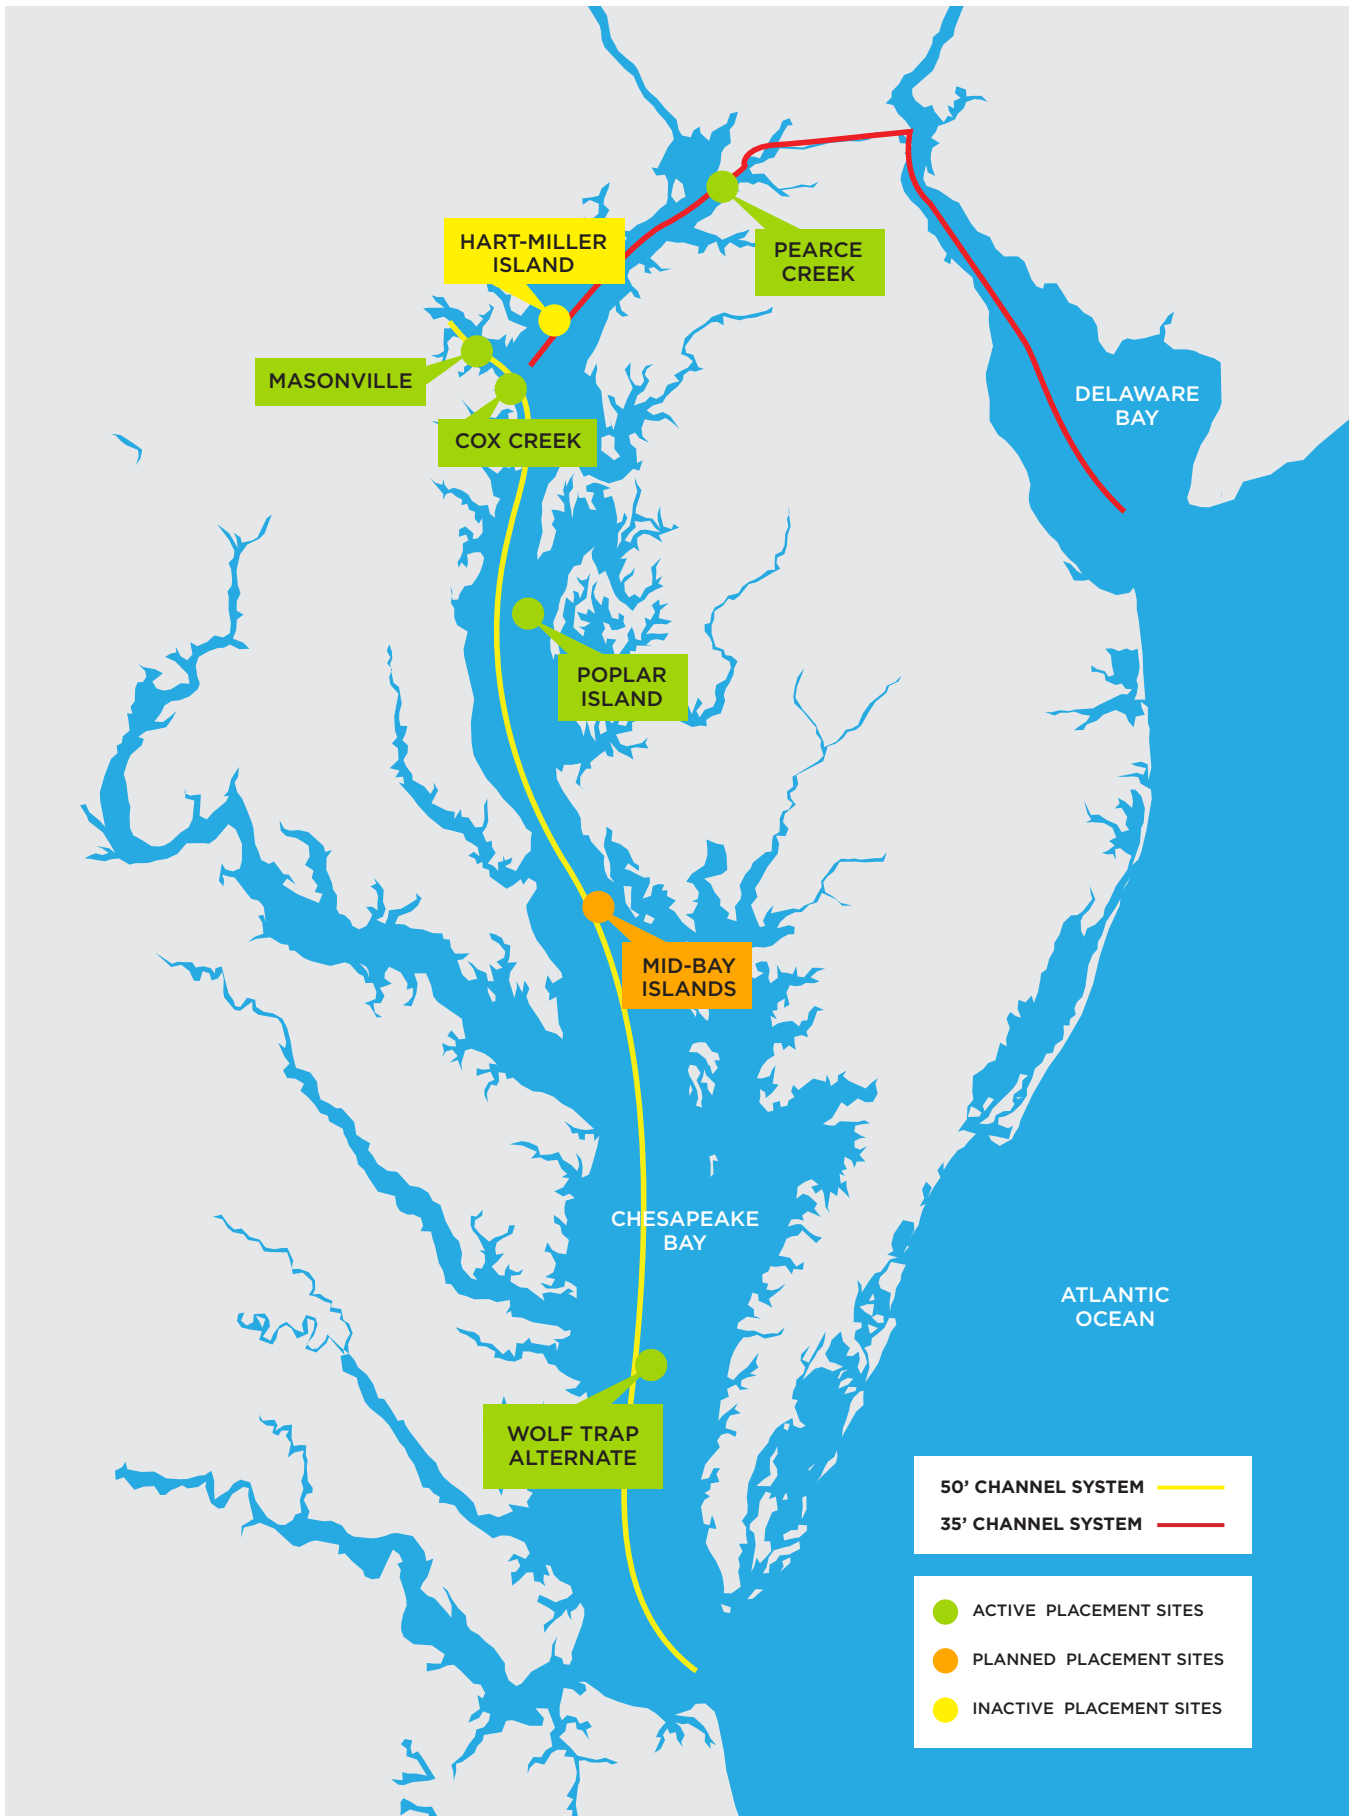 HART-MILLER
ISLAND
PEARCE
CREEK
MASONVILLE
COX CREEK
DELAWARE
BAY
POPLAR
ISLAND
MID-BAY
ISLANDS
CHESAPEAKE
BAY
ATLANTIC
OCEAN
WOLF TRAP
ALTERNATE
50’ CHANNEL SYSTEM
35’ CHANNEL SYSTEM
ACTIVE PLACEMENT SITES
PLANNED PLACEMENT SITES
INACTIVE PLACEMENT SITES